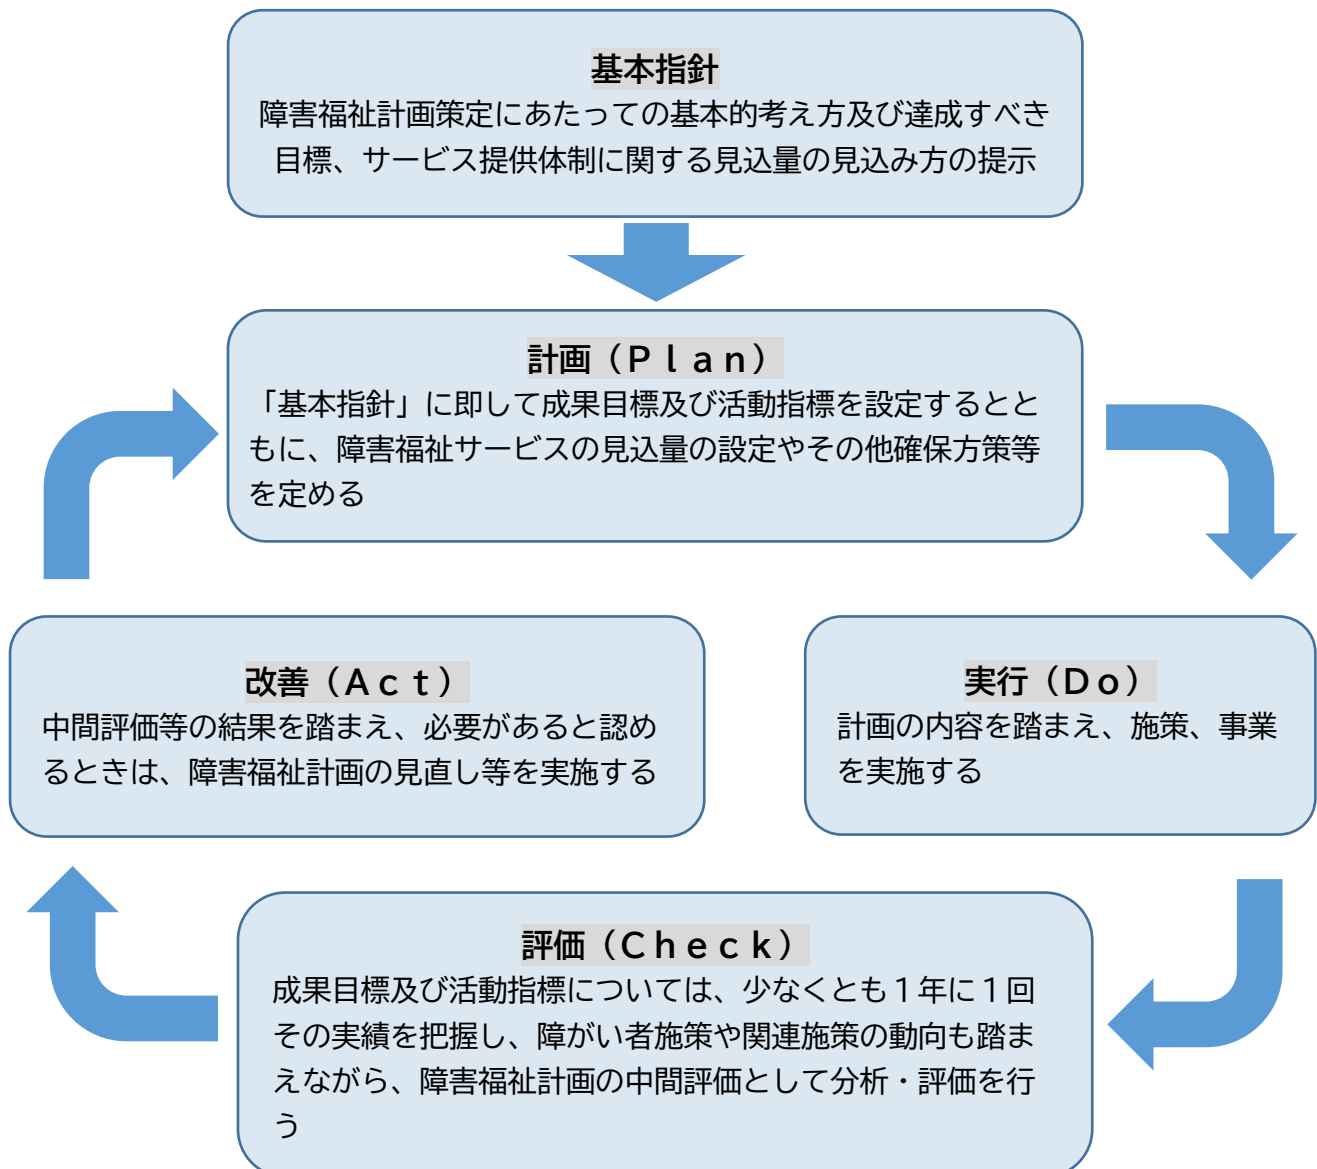 基本指針
障害福祉計画策定にあたっての基本的考え方及び達成すべき
目標、サービス提供体制に関する見込量の見込み方の提示
計画（Ｐｌａｎ）
「基本指針」に即して成果目標及び活動指標を設定するとと
もに、障害福祉サービスの見込量の設定やその他確保方策等
を定める
改善（Ａｃｔ）
中間評価等の結果を踏まえ、必要があると認め
るときは、障害福祉計画の見直し等を実施する
実行（Ｄｏ）
計画の内容を踏まえ、施策、事業
を実施する
評価（Ｃｈｅｃｋ）
成果目標及び活動指標については、少なくとも１年に１回
その実績を把握し、障がい者施策や関連施策の動向も踏ま
えながら、障害福祉計画の中間評価として分析・評価を行
う